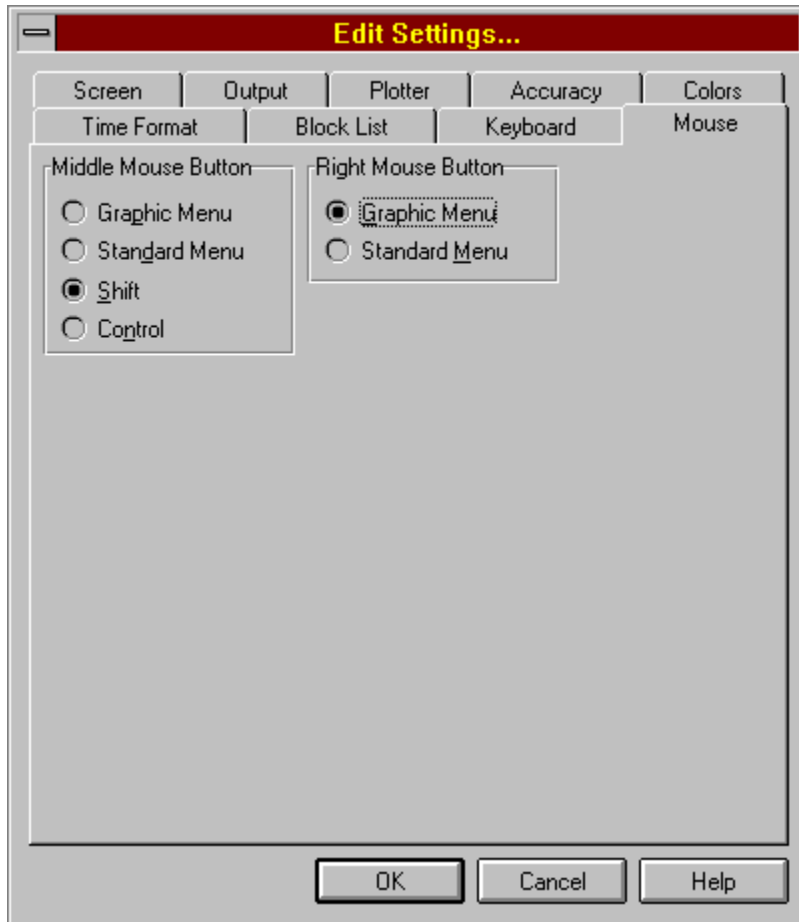 Edit Settings...
Screen Output Plotter Accuracy Colors
Time Format Block List Keyboard Mouse
Middle Mouse Button
Graphic Menu
Standard Menu
Shift
Control
Right Mouse Button
Graphic Menu
Standard Menu
OK Cancel Help